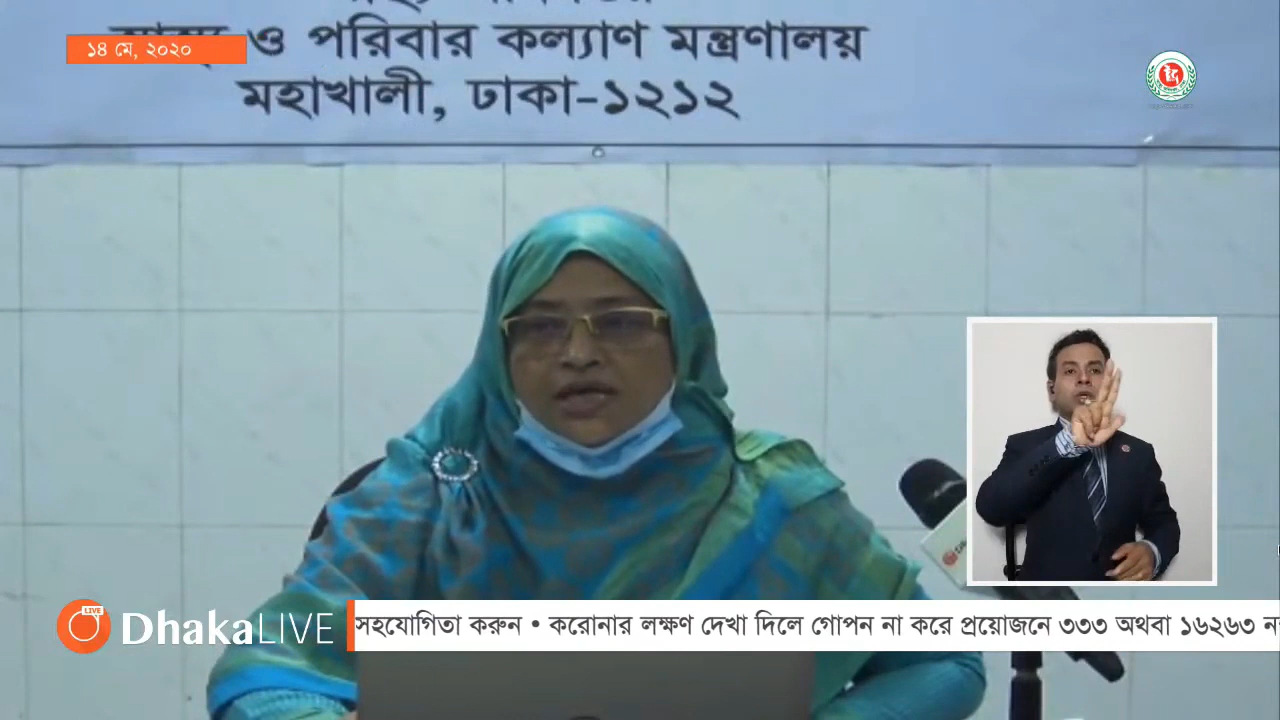 ১৪ মে, ২০২০
ও পরিবার কল্যাণ মন্ত্রণালয়
মহাখালী, ঢাকা-১২১২
LIVE
DhakaLIVE
সহযোগিতা করুন • করোনার লক্ষণ দেখা দিলে গোপন না করে প্রয়োজনে ৩৩৩ অথবা ১৬২৬৩